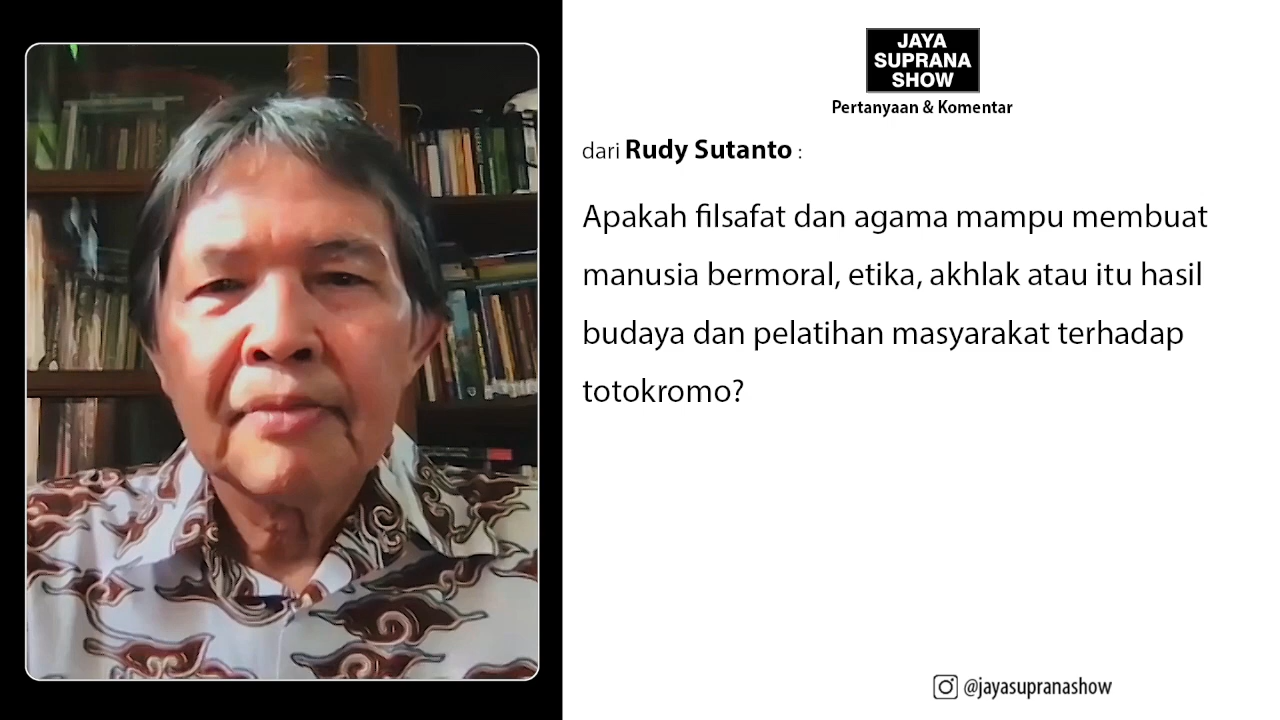 JAYA
SUPRANA
SHOW
Pertanyaan & Komentar
dari Rudy Sutanto :
Apakah filsafat dan agama mampu membuat
manusia bermoral, etika, akhlak atau itu hasil
budaya dan pelatihan masyarakat terhadap
totokromo?
@jayasupranashow